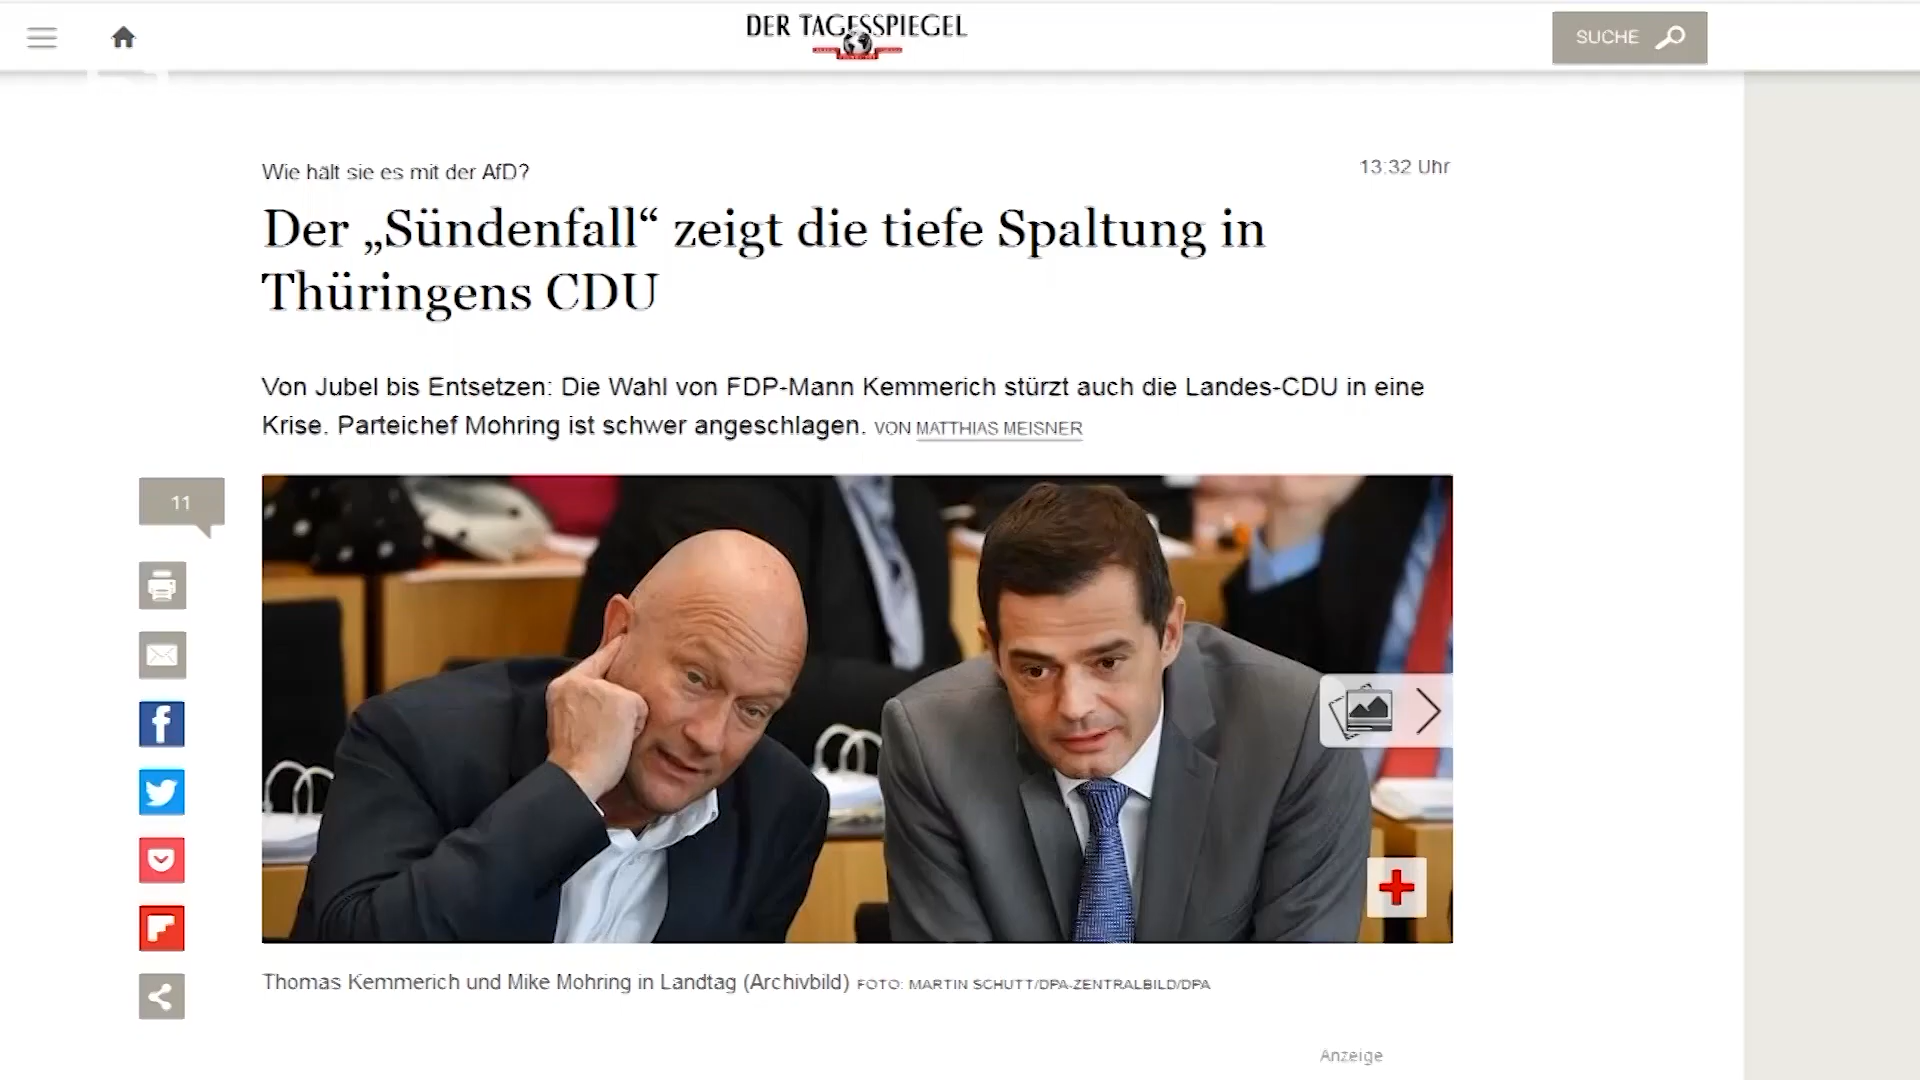 DER TAGESSPIEGEL
SUCHE
Wie hält sie es mit der AfD?
13:32 Uhr
Der „Sündenfall“ zeigt die tiefe Spaltung in
Thüringens CDU
Von Jubel bis Entsetzen: Die Wahl von FDP-Mann Kemmerich stürzt auch die Landes-CDU in eine
Krise. Parteichef Mohring ist schwer angeschlagen. VON MATTHIAS MEISNER
11
Thomas Kemmerich und Mike Mohring in Landtag (Archivbild) FOTO: MARTIN SCHUTT/DPA-ZENTRALBILD/DPA
Anzeige